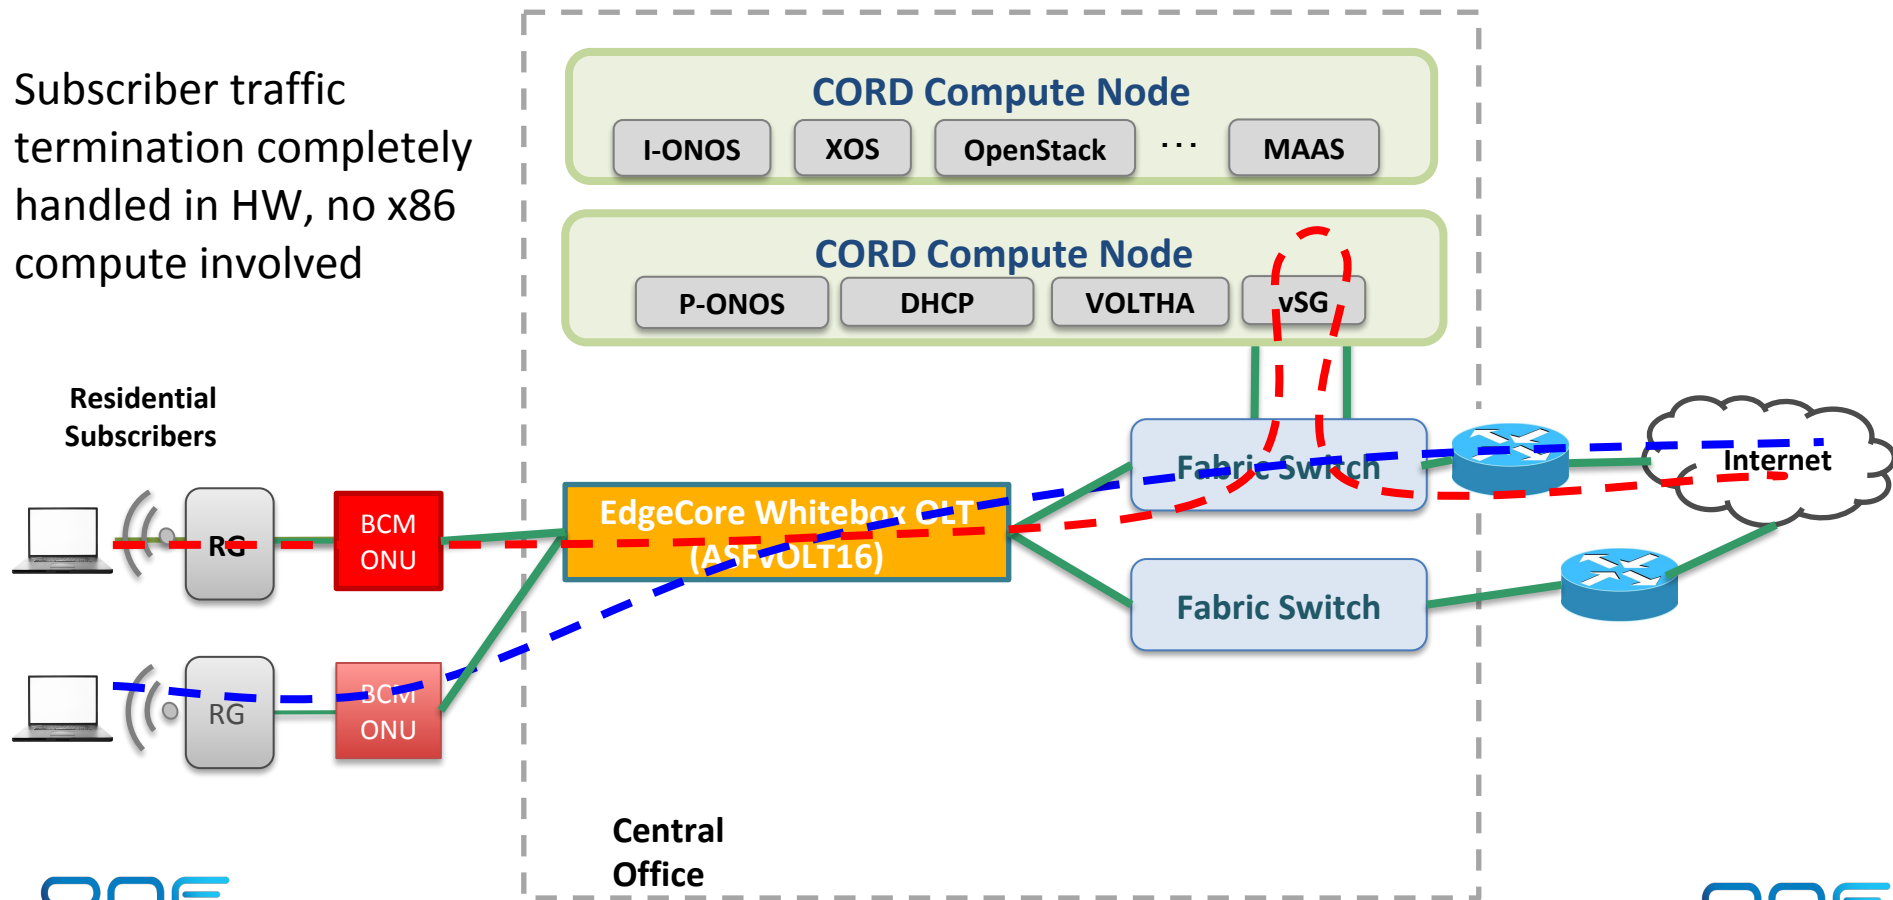 Subscriber traffic
termination completely
handled in HW, no x86
compute involved
CORD Compute Node
I-ONOS
XOS
OpenStack
...
MAAS
CORD Compute Node
P-ONOS
DHCP
VOLTHA
vSG
Residential
Subscribers
RG
BCM
ONU
EdgeCore Whitebox OLT
(ASFvOLT16)
Fabric Switch
Internet
Fabric Switch
RG
BCM
ONU
Central
Office